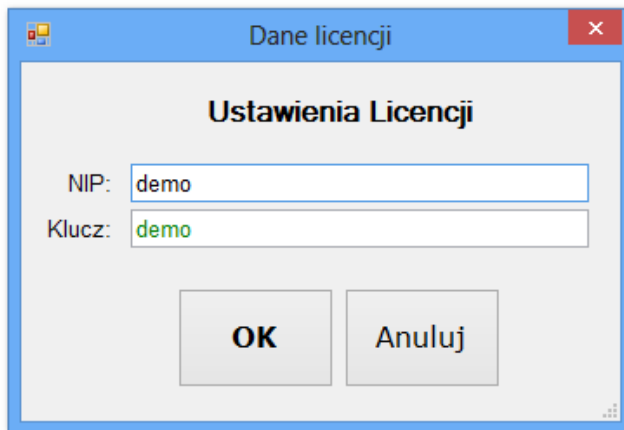 Dane licencji
Ustawienia Licencji
NIP: demo
Klucz: demo
OK Anuluj